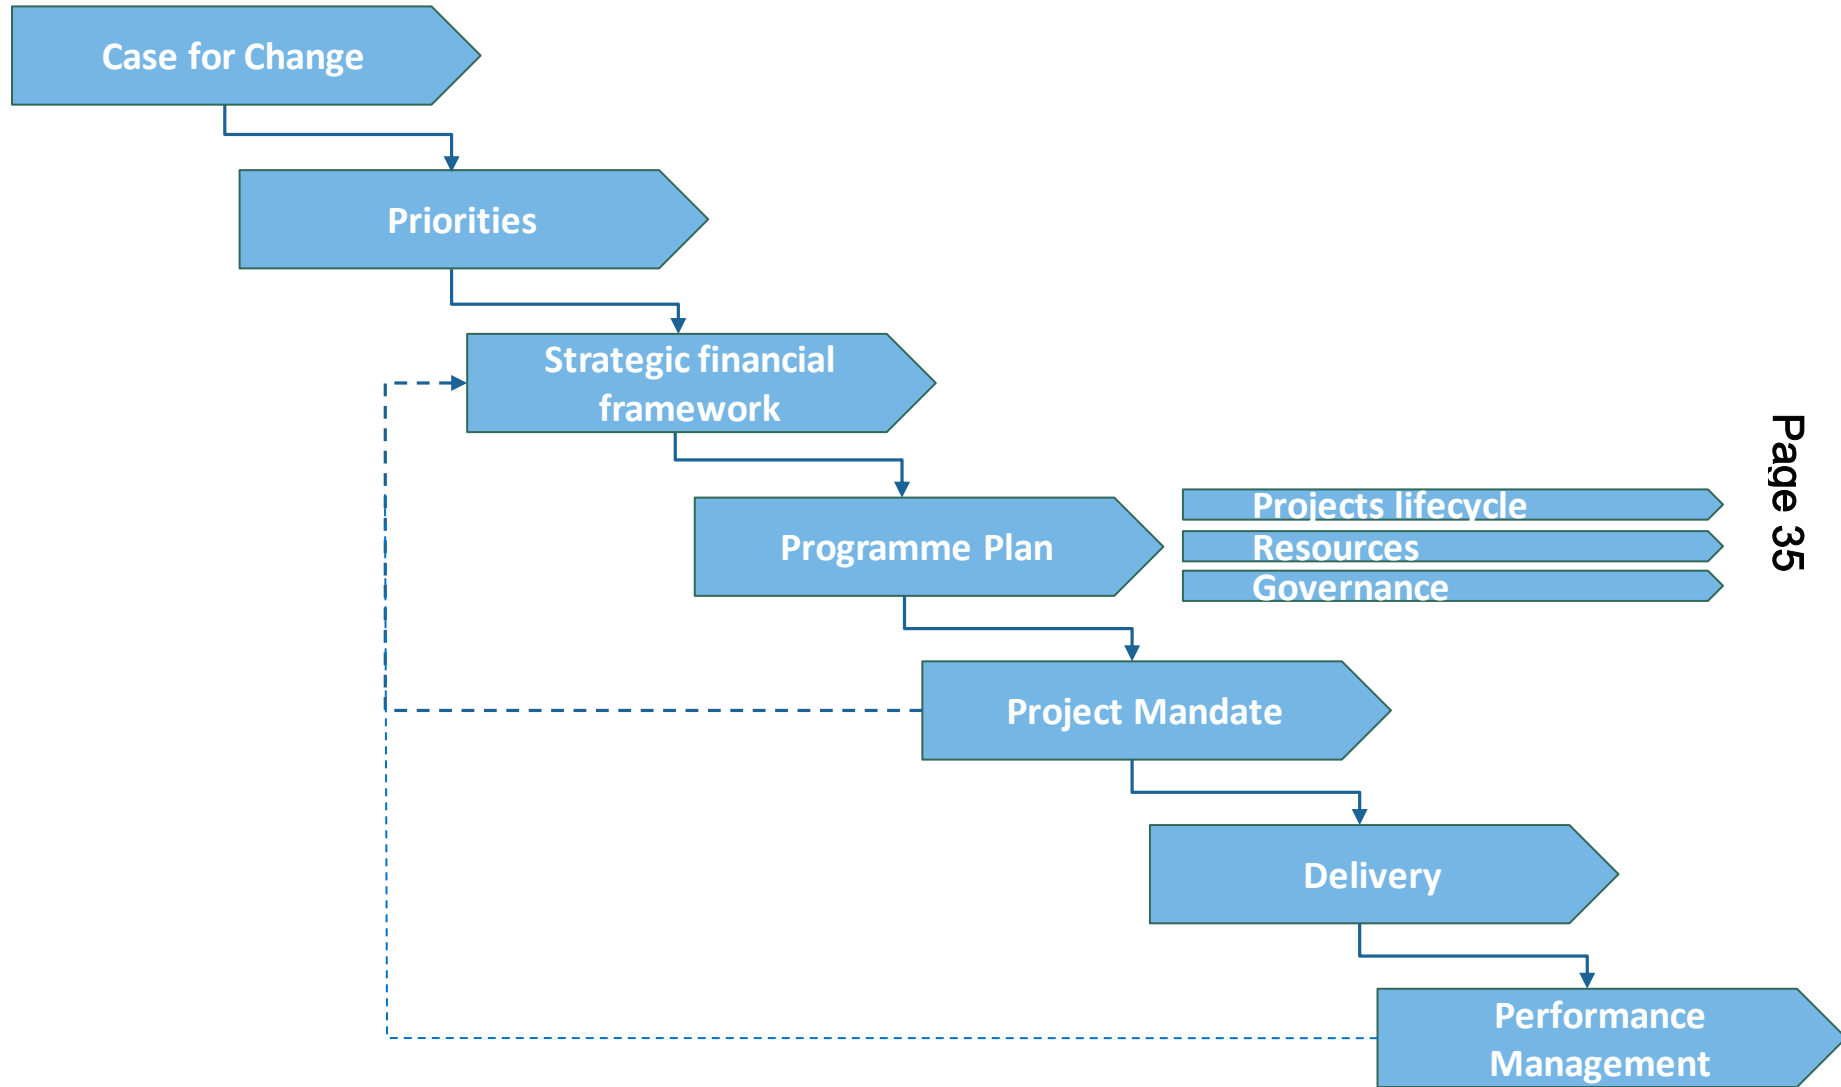 Case for Change
Priorities
Strategic financial
framework
Programme Plan
Projects lifecycle
Resources
Governance
Project Mandate
Delivery
Performance
Management
Page 35